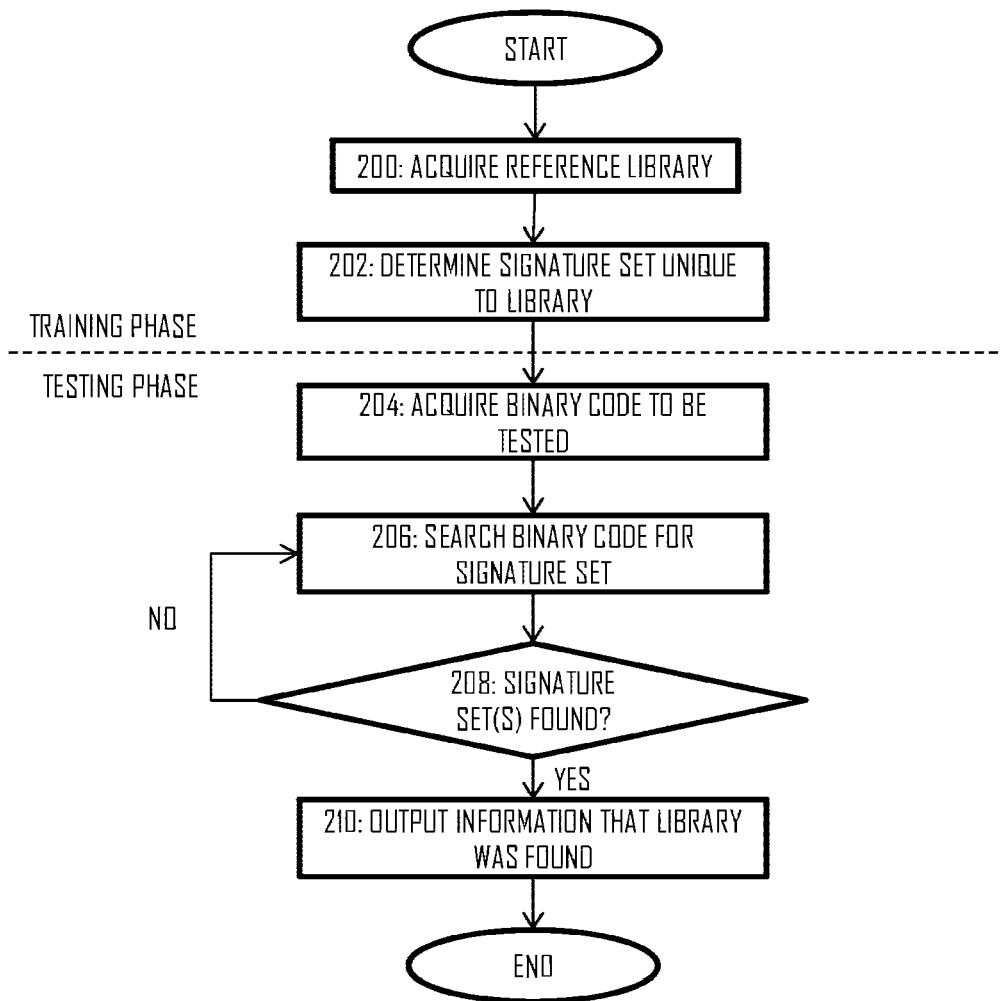 START
200: ACQUIRE REFERENCE LIBRARY
202: DETERMINE SIGNATURE SET UNIQUE
TO LIBRARY
TRAINING PHASE
TESTING PHASE
204: ACQUIRE BINARY CODE TO BE
TESTED
206: SEARCH BINARY CODE FOR
SIGNATURE SET
NO
208: SIGNATURE
SET(S) FOUND?
YES
210: OUTPUT INFORMATION THAT LIBRARY
WAS FOUND
END